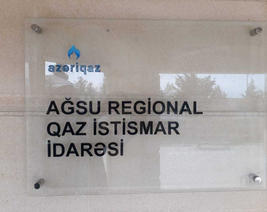 azəriqaz
AĞSU REGIONAL
QAZ İSTİSMAR
İDARƏSİ